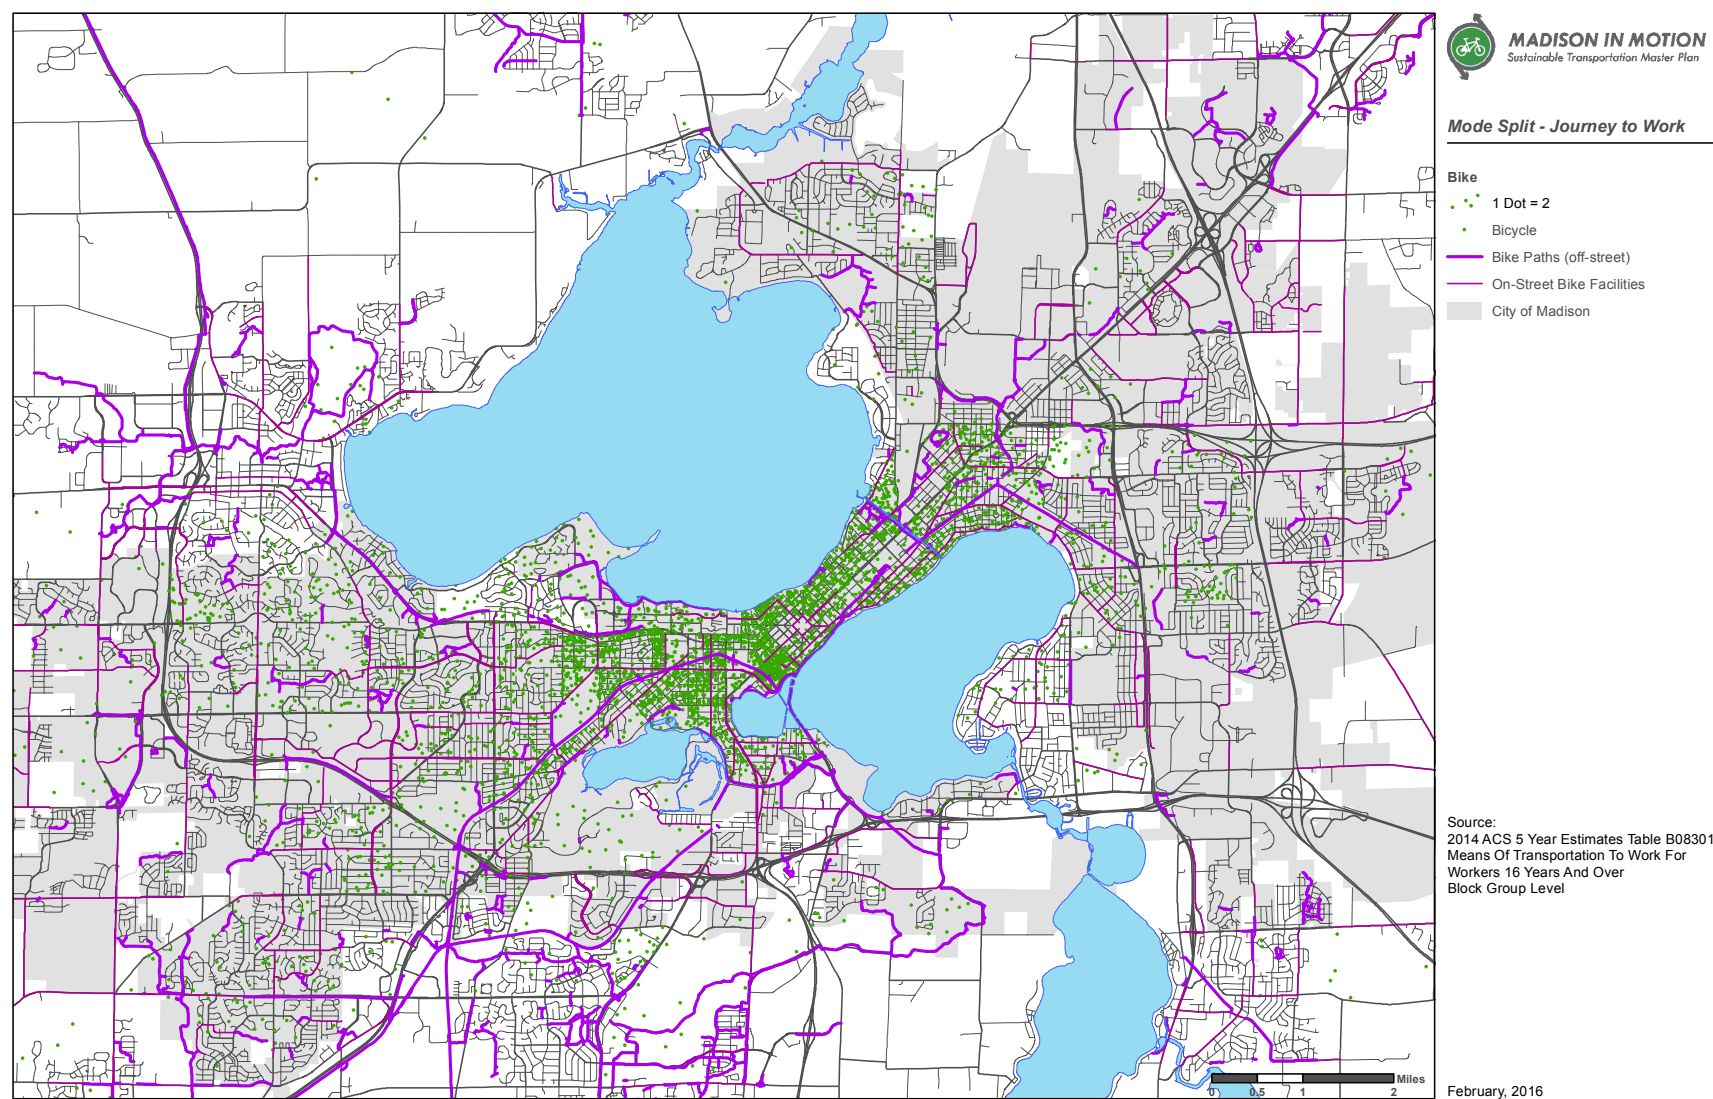 MADISON IN MOTION
Sustainable Transportation Master Plan
Mode Split - Journey to Work
Bike
1 Dot = 2
Bicycle
Bike Paths (off-street)
On-Street Bike Facilities
City of Madison
Source:
2014 ACS 5 Year Estimates Table B08301
Means Of Transportation To Work For
Workers 16 Years And Over
Block Group Level
Miles
0 0.5 1 2
February, 2016